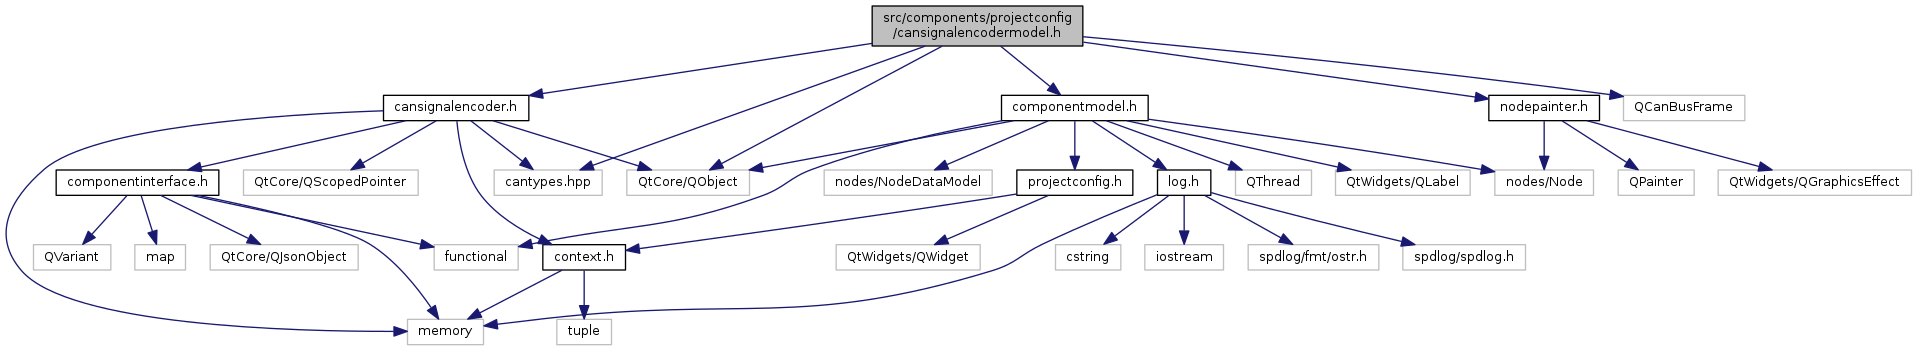 src/components/projectconfig
/cansignalencodermodel.h
cansignalencoder.h
componentmodel.h
nodepainter.h
QCanBusFrame
componentinterface.h
QtCore/QScopedPointer
cantypes.hpp
QtCore/QObject
nodes/NodeDataModel
projectconfig.h
log.h
QThread
QtWidgets/QLabel
nodes/Node
QPainter
QtWidgets/QGraphicsEffect
QVariant
map
QtCore/QJsonObject
functional
context.h
QtWidgets/QWidget
cstring
iostream
spdlog/fmt/ostr.h
spdlog/spdlog.h
memory
tuple